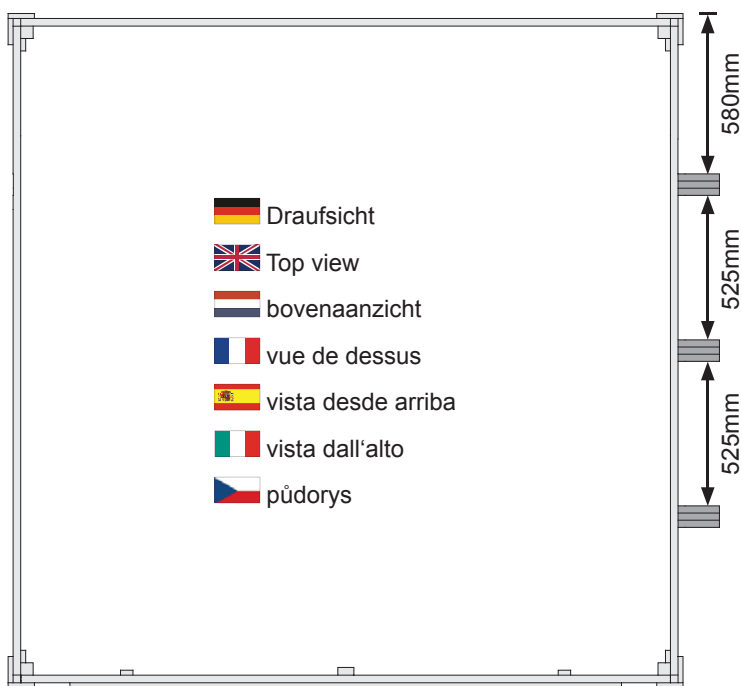 580mm
Draufsicht
Top view
525mm
bovenaanzicht
vue de dessus
vista desde arriba
525mm
vista dall‘alto
půdorys